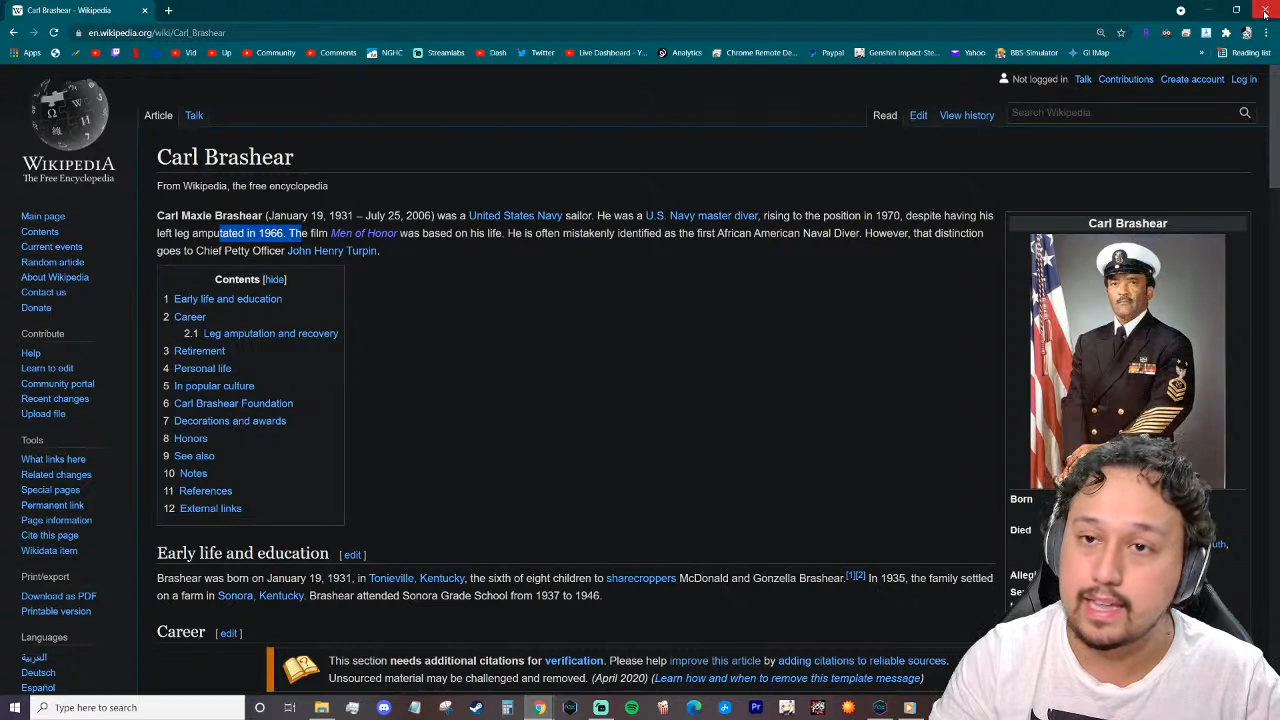 Carl Brashear - Wikipedia
en.wikipedia.org/wiki/Carl_Brashear
Apps Vid Up Community Comments NGHC Streamlabs Dash Twitter Live Dashboard - Y... Analytics Chrome Remote De... Paypal Genshin Impact-Ste... Yahoo BBS-Simulator GI IMap » Reading list
Not logged in Talk Contributions Create account Log in
Article Talk Read Edit View history Search Wikipedia
WIKIPEDIA
The Free Encyclopedia
Main page
Contents
Current events
Random article
About Wikipedia
Contact us
Donate
Contribute
Help
Learn to edit
Community portal
Recent changes
Upload file
Tools
What links here
Related changes
Special pages
Permanent link
Page information
Cite this page
Wikidata item
Print/export
Download as PDF
Printable version
Languages
العربية
Deutsch
Español
Carl Brashear
From Wikipedia, the free encyclopedia
Carl Maxie Brashear (January 19, 1931 – July 25, 2006) was a United States Navy sailor. He was a U.S. Navy master diver, rising to the position in 1970, despite having his
left leg amputated in 1966. The film Men of Honor was based on his life. He is often mistakenly identified as the first African American Naval Diver. However, that distinction
goes to Chief Petty Officer John Henry Turpin.
Contents [hide]
1 Early life and education
2 Career
2.1 Leg amputation and recovery
3 Retirement
4 Personal life
5 In popular culture
6 Carl Brashear Foundation
7 Decorations and awards
8 Honors
9 See also
10 Notes
11 References
12 External links
Early life and education [ edit ]
Brashear was born on January 19, 1931, in Tonieville, Kentucky, the sixth of eight children to sharecroppers McDonald and Gonzella Brashear.[1][2] In 1935, the family settled
on a farm in Sonora, Kentucky. Brashear attended Sonora Grade School from 1937 to 1946.
Career [ edit ]
This section needs additional citations for verification. Please help improve this article by adding citations to reliable sources.
Unsourced material may be challenged and removed. (April 2020) (Learn how and when to remove this template message)
Carl Brashear
Born
Died
Type here to search